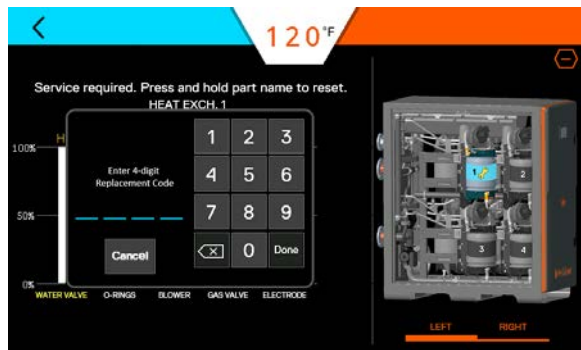 120°F
Service required. Press and hold part name to reset.
HEAT EXCH. 1
H
100%
50%
0%
Enter 4-digit
Replacement Code
Cancel
1 2 3
4 5 6
7 8 9
0 Done
WATER VALVE O-RINGS BLOWER GAS VALVE ELECTRODE
1 2
3 4
LEFT RIGHT